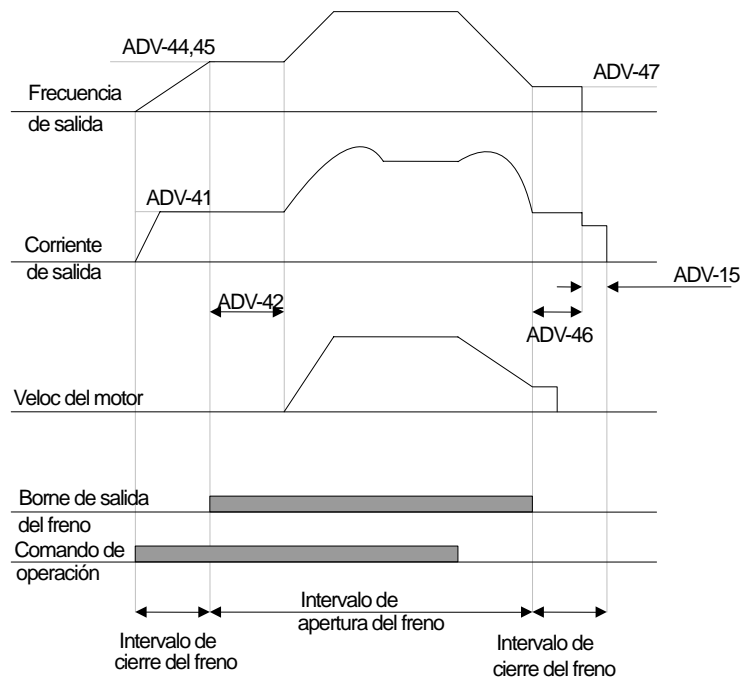 ADV-44,45
ADV-47
Frecuencia
de salida
ADV-41
Corriente
de salida
ADV-15
ADV-42
ADV-46
Veloc del motor
Borne de salida
del freno
Comando de
operación
Intervalo de
apertura del freno
Intervalo de
cierre del freno
Intervalo de
cierre del freno